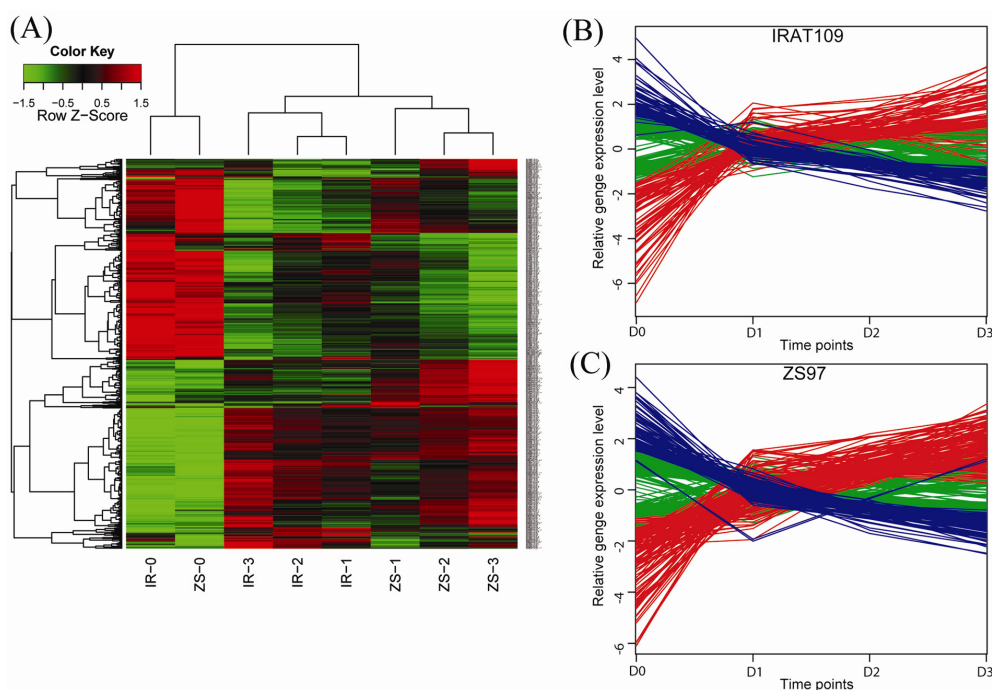 (A)
Color Key
−1.5 −0.5 0.5 1.5
Row Z−Score
IR−0 ZS−0 IR−3 IR−2 IR−1 ZS−1 ZS−2 ZS−3
(B)
IRAT109
Relative genge expression level
4
2
0
-2
-4
-6
D0 D1 D2 D3
Time points
(C)
ZS97
Relative genge expression level
4
2
0
-2
-4
-6
D0 D1 D2 D3
Time points